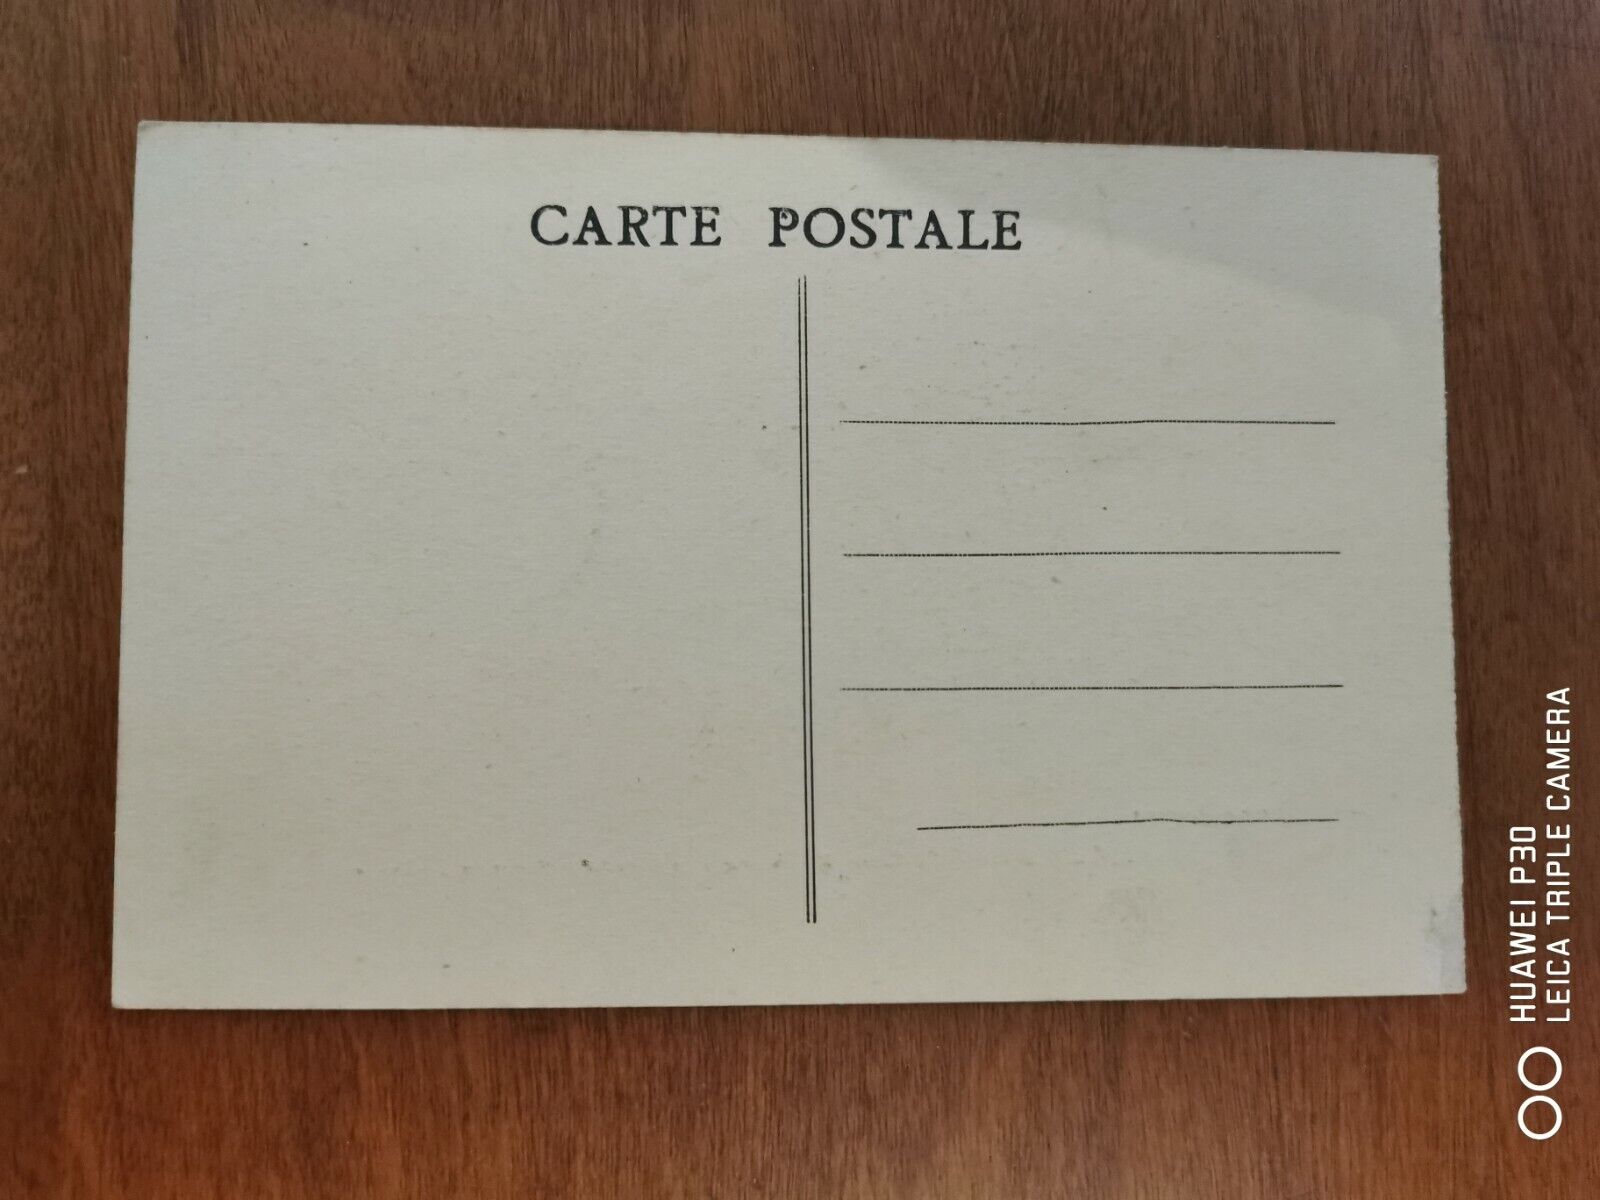 CARTE POSTALE
HUAWEI P30
LEICA TRIPLE CAMERA